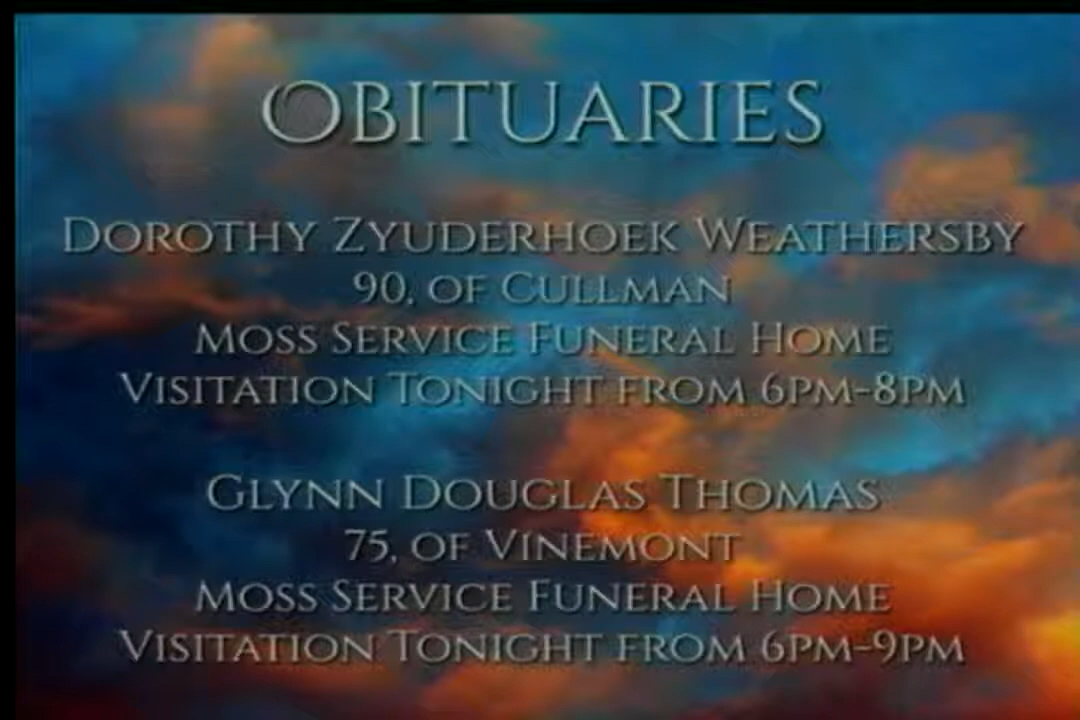 OBITUARIES
DOROTHY ZYUDERHOEK WEATHERSBY
90, OF CULLMAN
MOSS SERVICE FUNERAL HOME
VISITATION TONIGHT FROM 6PM-8PM
GLYNN DOUGLAS THOMAS
75, OF VINEMONT
MOSS SERVICE FUNERAL HOME
VISITATION TONIGHT FROM 6PM-9PM